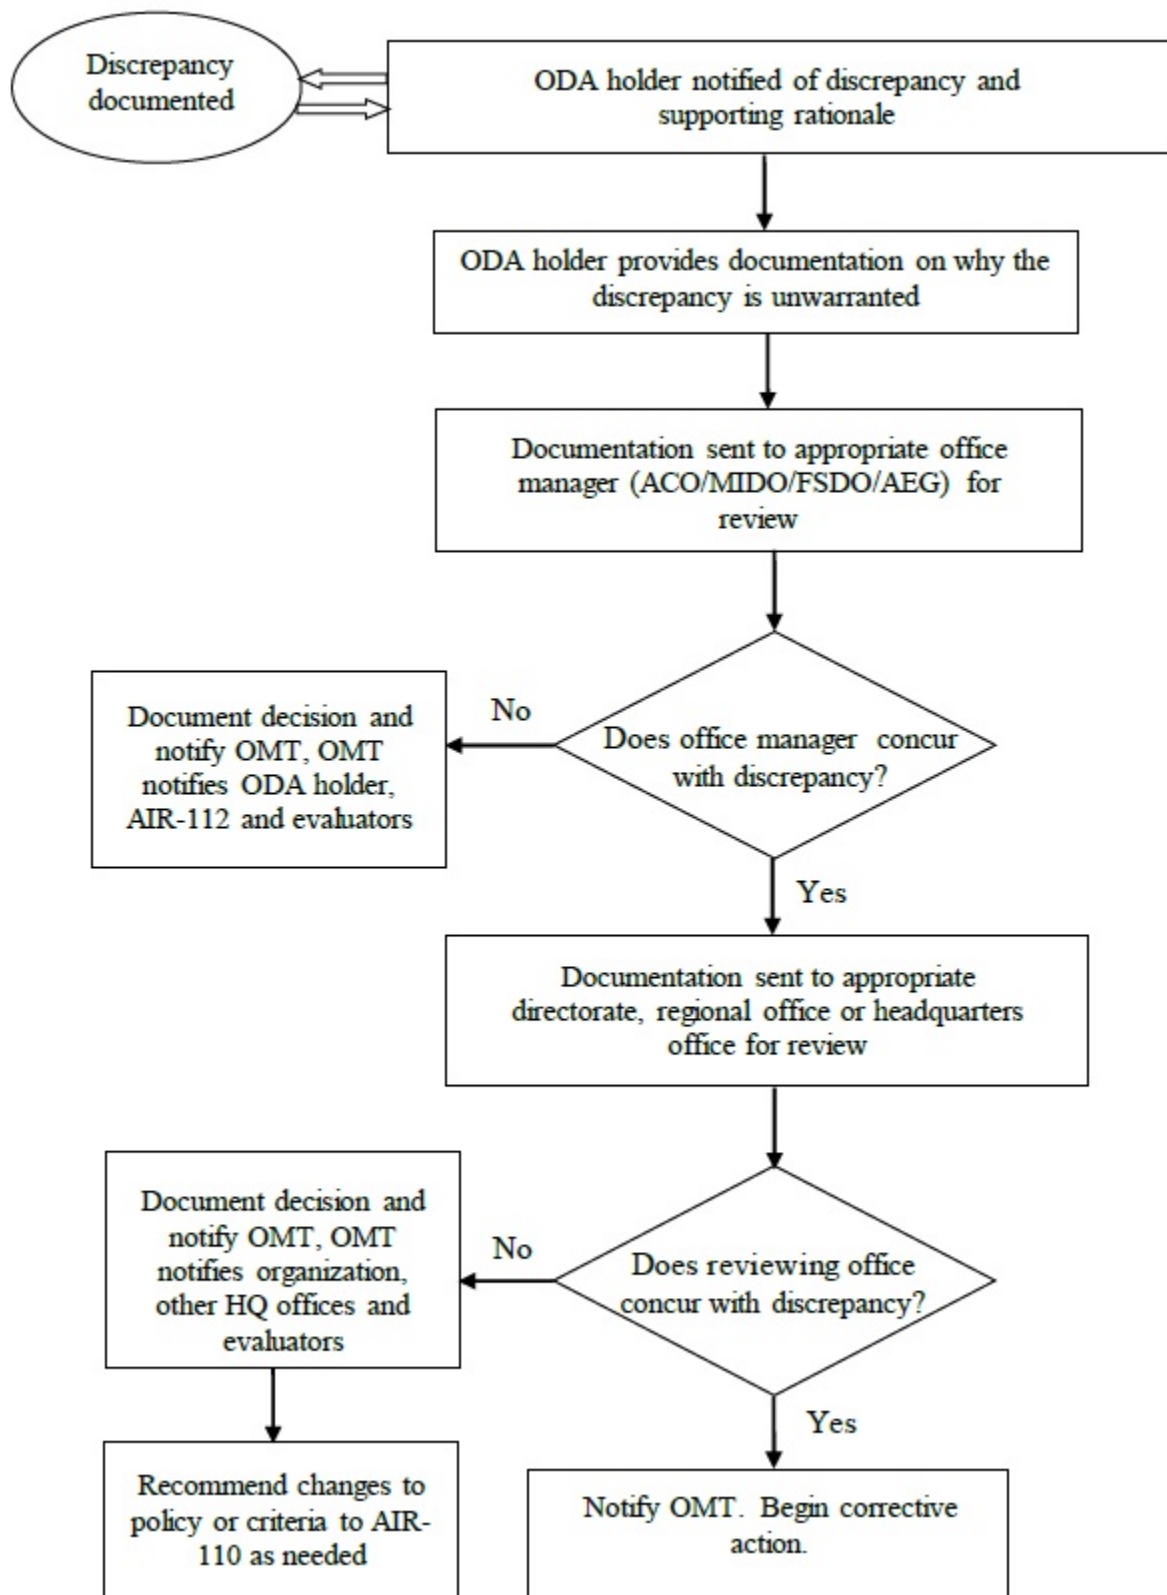 Discrepancy
documented
ODA holder notified of discrepancy and
supporting rationale
ODA holder provides documentation on why the
discrepancy is unwarranted
Documentation sent to appropriate office
manager (ACO/MIDO/FSDO/AEG) for
review
No
Does office manager concur
with discrepancy?
Document decision and
notify OMT, OMT
notifies ODA holder,
AIR-112 and evaluators
Yes
Documentation sent to appropriate
directorate, regional office or headquarters
office for review
No
Does reviewing office
concur with discrepancy?
Document decision and
notify OMT, OMT
notifies organization,
other HQ offices and
evaluators
Yes
Recommend changes to
policy or criteria to AIR-
110 as needed
Notify OMT. Begin corrective
action.